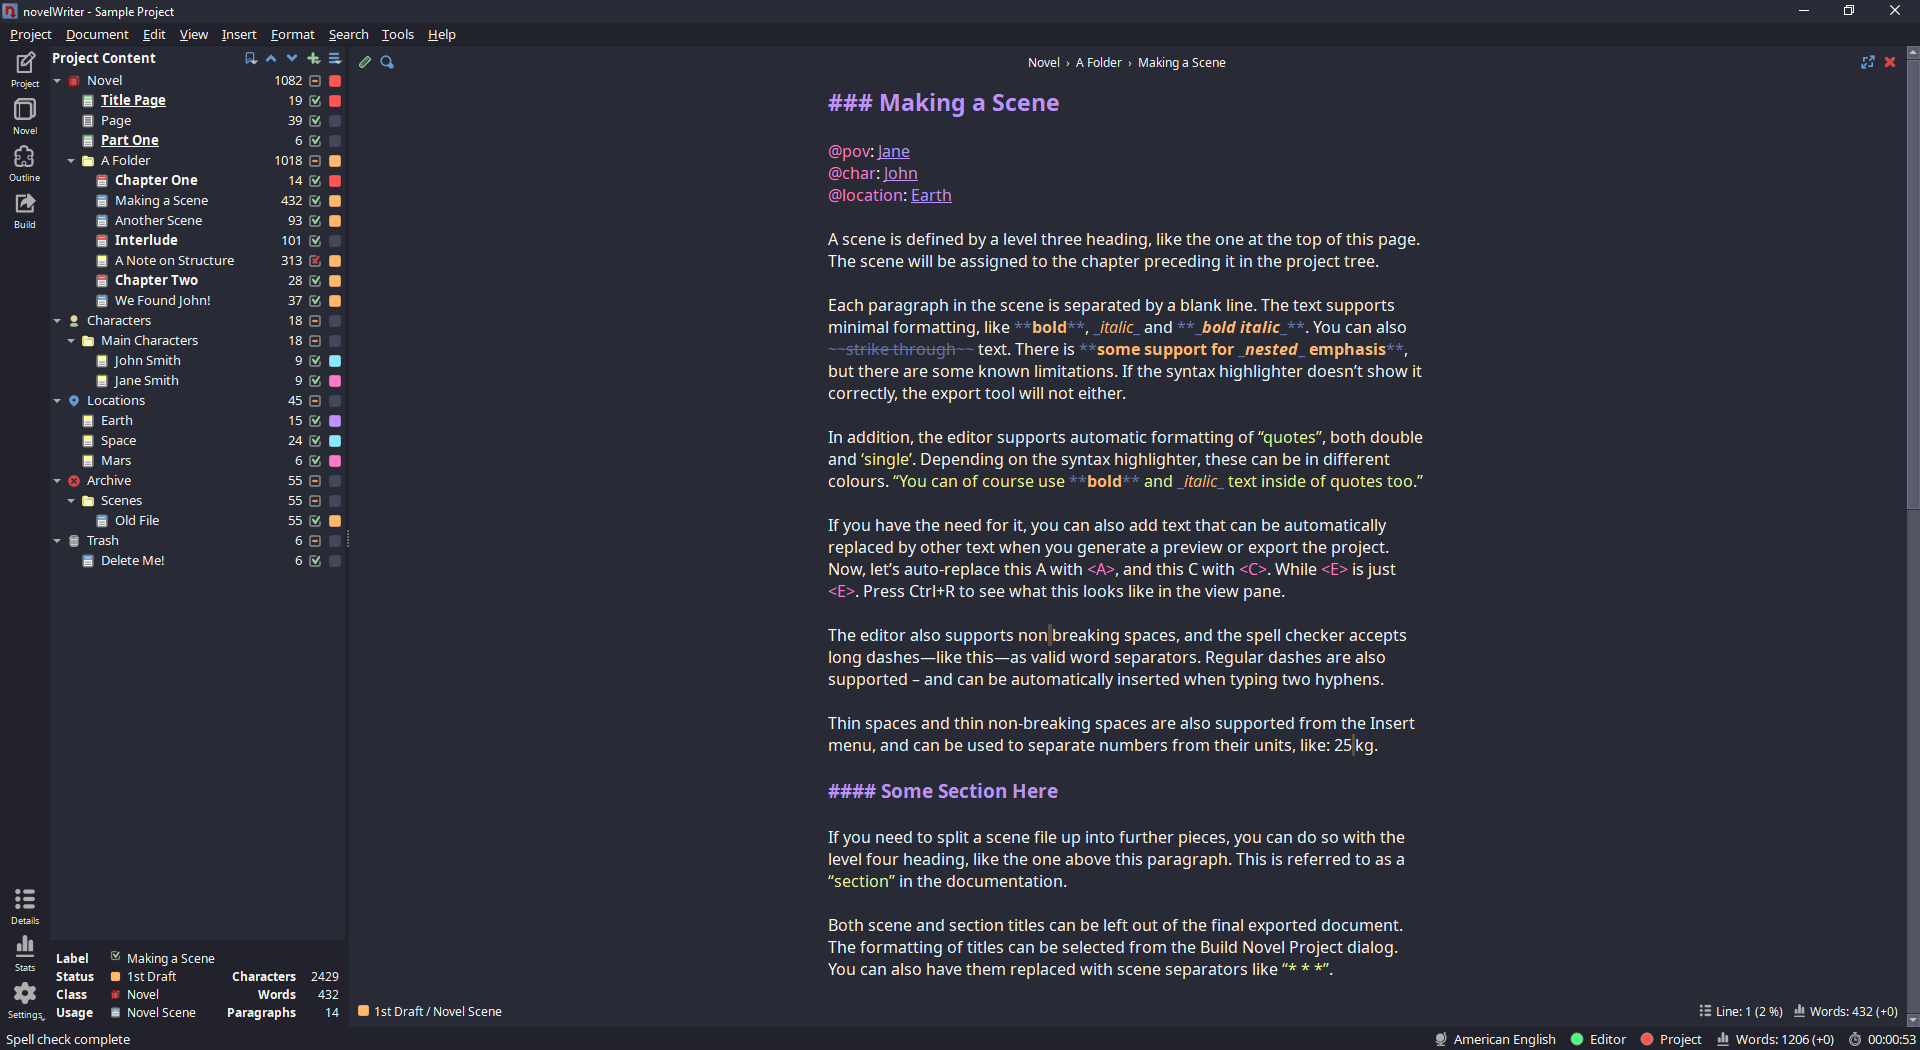 novelWriter - Sample Project
Project Document Edit View Insert Format Search Tools Help
Project
Novel
Outline
Build
Details
Stats
Settings
Project Content
Novel 1082
Title Page 19
Page 39
Part One 6
A Folder 1018
Chapter One 14
Making a Scene 432
Another Scene 93
Interlude 101
A Note on Structure 313
Chapter Two 28
We Found John! 37
Characters 18
Main Characters 18
John Smith 9
Jane Smith 9
Locations 45
Earth 15
Space 24
Mars 6
Archive 55
Scenes 55
Old File 55
Trash 6
Delete Me! 6
Label Making a Scene
Status 1st Draft Characters 2429
Class Novel Words 432
Usage Novel Scene Paragraphs 14
Novel › A Folder › Making a Scene
### Making a Scene
@pov: Jane
@char: John
@location: Earth
A scene is defined by a level three heading, like the one at the top of this page.
The scene will be assigned to the chapter preceding it in the project tree.
Each paragraph in the scene is separated by a blank line. The text supports
minimal formatting, like **bold**, _italic_ and **_bold italic_**. You can also
~~strike through~~ text. There is **some support for _nested_ emphasis**,
but there are some known limitations. If the syntax highlighter doesn’t show it
correctly, the export tool will not either.
In addition, the editor supports automatic formatting of “quotes”, both double
and ‘single’. Depending on the syntax highlighter, these can be in different
colours. “You can of course use **bold** and _italic_ text inside of quotes too.”
If you have the need for it, you can also add text that can be automatically
replaced by other text when you generate a preview or export the project.
Now, let’s auto-replace this A with <A>, and this C with <C>. While <E> is just
<E>. Press Ctrl+R to see what this looks like in the view pane.
The editor also supports non breaking spaces, and the spell checker accepts
long dashes—like this—as valid word separators. Regular dashes are also
supported – and can be automatically inserted when typing two hyphens.
Thin spaces and thin non-breaking spaces are also supported from the Insert
menu, and can be used to separate numbers from their units, like: 25 kg.
#### Some Section Here
If you need to split a scene file up into further pieces, you can do so with the
level four heading, like the one above this paragraph. This is referred to as a
“section” in the documentation.
Both scene and section titles can be left out of the final exported document.
The formatting of titles can be selected from the Build Novel Project dialog.
You can also have them replaced with scene separators like “* * *”.
1st Draft / Novel Scene Line: 1 (2 %) Words: 432 (+0)
Spell check complete American English Editor Project Words: 1206 (+0) 00:00:53